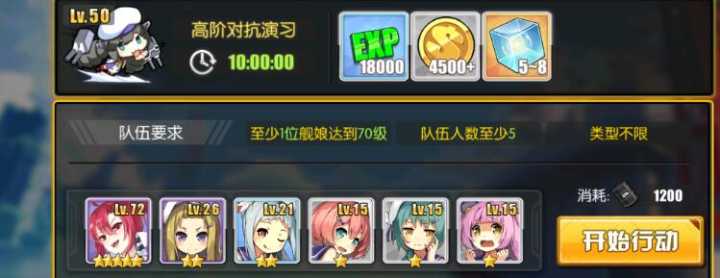 Lv.50
高阶对抗演习
10:00:00
EXP
18000
4500+
5~8
队伍要求
至少1位舰娘达到70级
队伍人数至少5
类型不限
Lv.72
Lv.26
Lv.21
Lv.15
Lv.15
Lv.15
消耗:
1200
开始行动